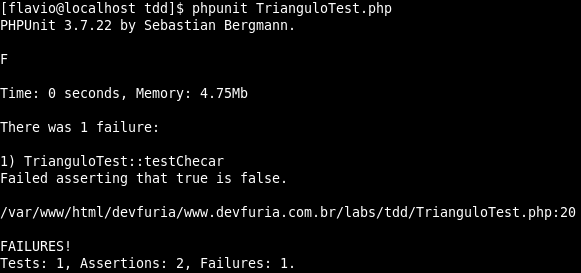 [flavio@localhost tdd]$ phpunit TrianguloTest.php
PHPUnit 3.7.22 by Sebastian Bergmann.
F
Time: 0 seconds, Memory: 4.75Mb
There was 1 failure:
1) TrianguloTest::testChecar
Failed asserting that true is false.
/var/www/html/devfuria/www.devfuria.com.br/labs/tdd/TrianguloTest.php:20
FAILURES!
Tests: 1, Assertions: 2, Failures: 1.